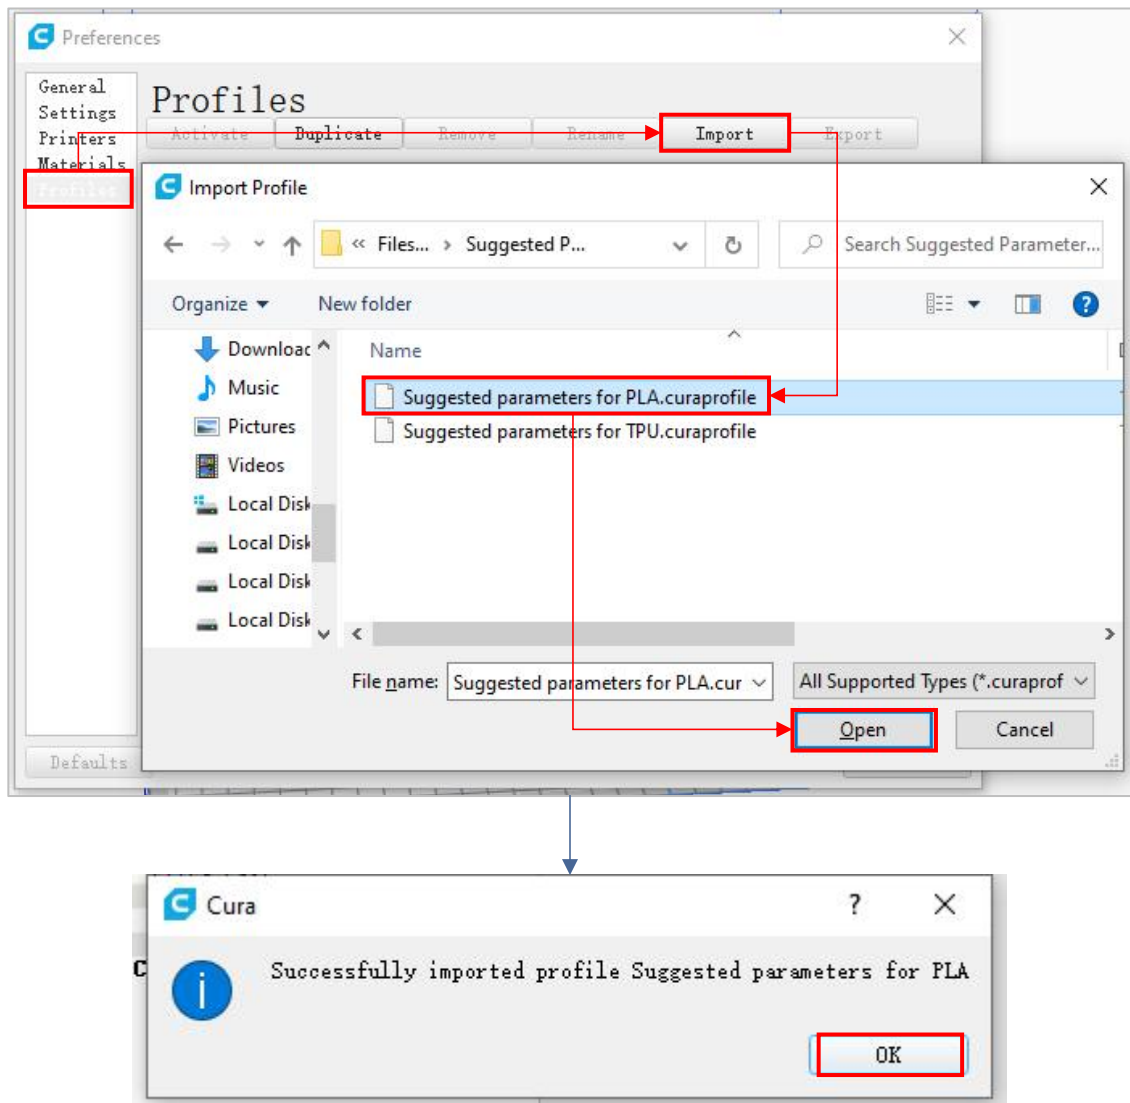 Preferences
General
Settings
Printers
Materials
Profiles
Profiles
Activate Duplicate Remove Rename Import Export
Import Profile
« Files... › Suggested P...
Search Suggested Parameter...
Organize New folder
Name
Downloac
Music
Pictures
Videos
Local Disk
Local Disk
Local Disk
Local Disk
Suggested parameters for PLA.curaprofile
Suggested parameters for TPU.curaprofile
File name: Suggested parameters for PLA.cur
All Supported Types (*.curaprof
Open Cancel
Defaults
Cura
?
Successfully imported profile Suggested parameters for PLA
OK